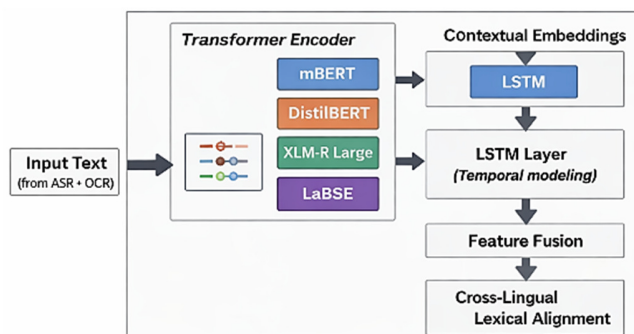 Transformer Encoder
mBERT
DistilBERT
XLM-R Large
LaBSE
Input Text
(from ASR + OCR)
Contextual Embeddings
LSTM
LSTM Layer
(Temporal modeling)
Feature Fusion
Cross-Lingual
Lexical Alignment